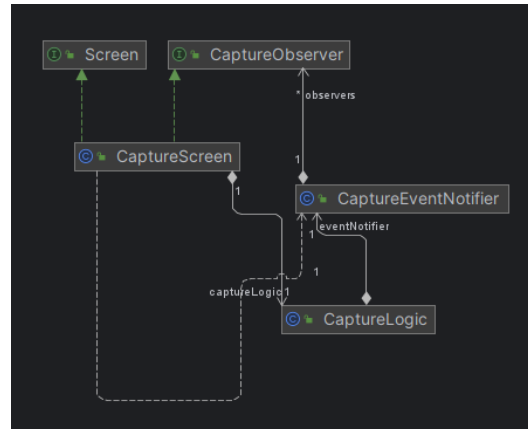 I Screen
I CaptureObserver
* observers
C CaptureScreen
1
1
C CaptureEventNotifier
eventNotifier
1
1
captureLogic 1
C CaptureLogic